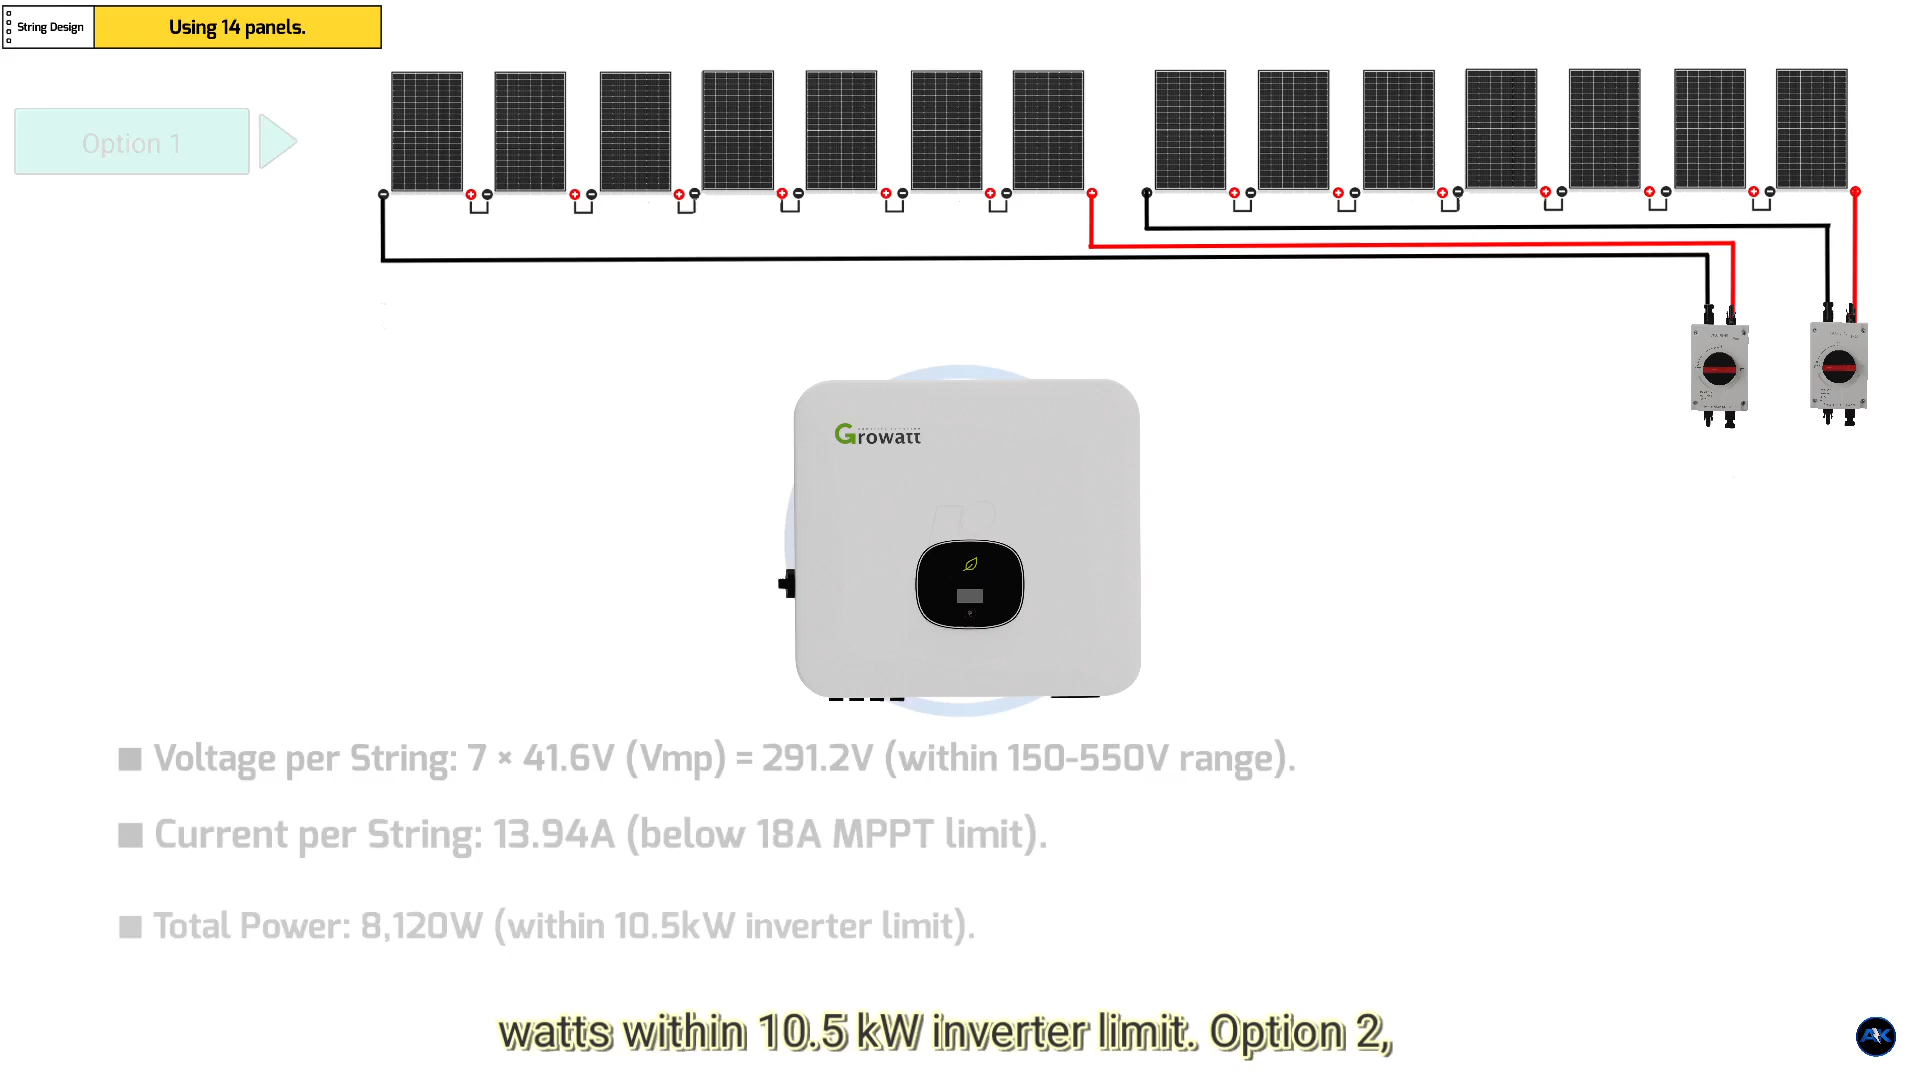 String Design
Using 14 panels.
Option 1
Growatt
■ Voltage per String: 7 × 41.6V (Vmp) = 291.2V (within 150-550V range).
■ Current per String: 13.94A (below 18A MPPT limit).
■ Total Power: 8,120W (within 10.5kW inverter limit).
watts within 10.5 kW inverter limit. Option 2,
AK